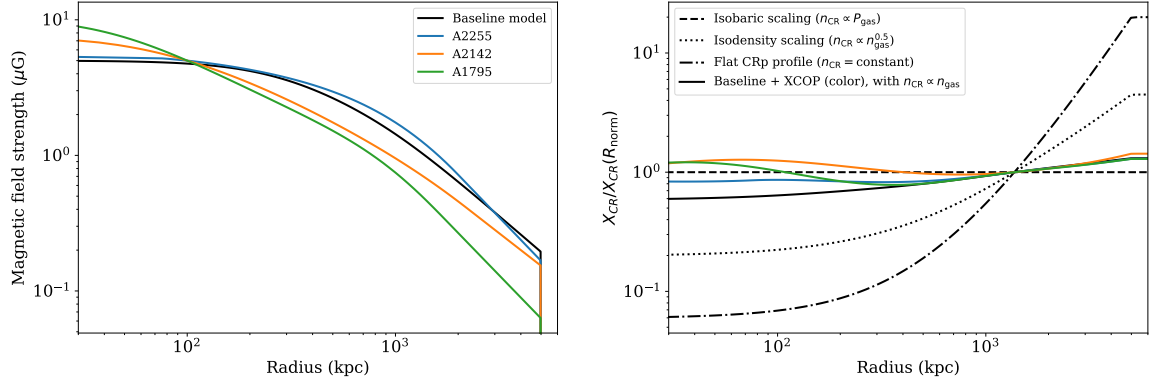 Magnetic field strength (μG)
10¹
10⁰
10⁻¹
Baseline model
A2255
A2142
A1795
10²
10³
Radius (kpc)
X_CR/X_CR(R_norm)
10¹
10⁰
10⁻¹
Isobaric scaling (n_CR ∝ P_gas)
Isodensity scaling (n_CR ∝ n_gas^0.5)
Flat CRp profile (n_CR = constant)
Baseline + XCOP (color), with n_CR ∝ n_gas
10²
10³
Radius (kpc)